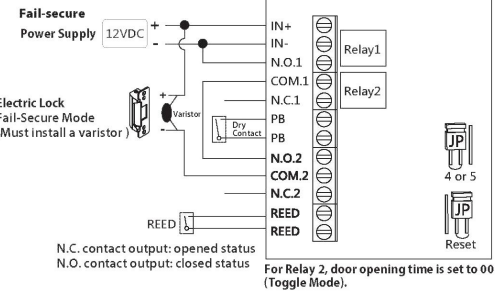 Fail-secure
Power Supply 12VDC + -
IN+
IN-
N.O.1
COM.1
N.C.1
PB
PB
N.O.2
COM.2
N.C.2
REED
REED
Relay1
Relay2
+
Varistor
-
Electric Lock
Fail-Secure Mode
(Must install a varistor )
Dry
Contact
REED
JP
4 or 5
JP
Reset
N.C. contact output: opened status
N.O. contact output: closed status
For Relay 2, door opening time is set to 00
(Toggle Mode).